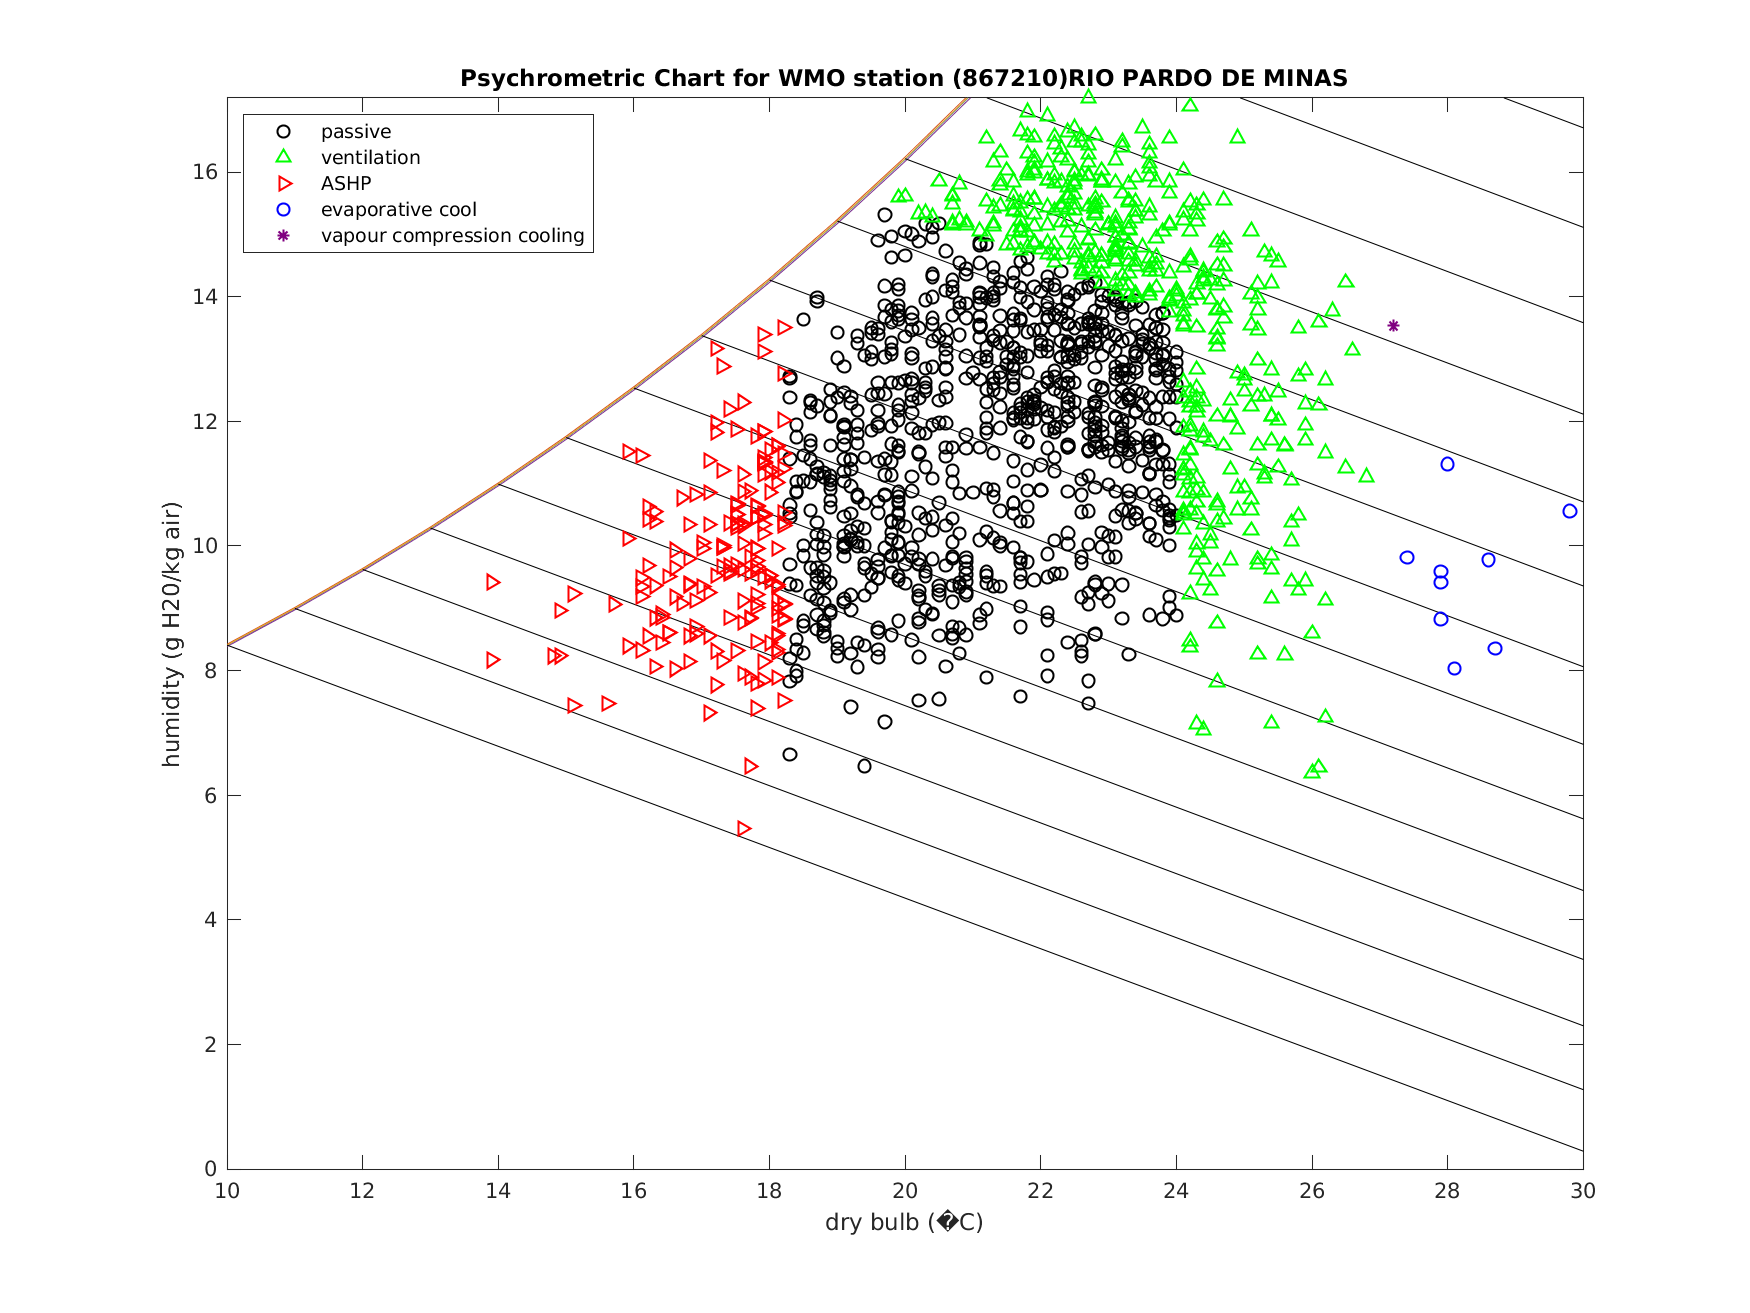 Psychrometric Chart for WMO station (867210)RIO PARDO DE MINAS
passive
ventilation
ASHP
evaporative cool
vapour compression cooling
humidity (g H20/kg air)
16
14
12
10
8
6
4
2
0
10 12 14 16 18 20 22 24 26 28 30
dry bulb (�C)